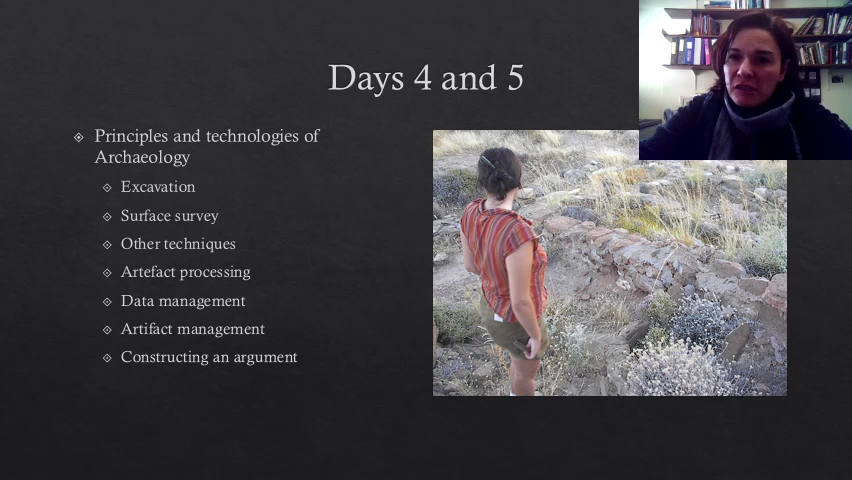 Days 4 and 5
Principles and technologies of
Archaeology
Excavation
Surface survey
Other techniques
Artefact processing
Data management
Artifact management
Constructing an argument